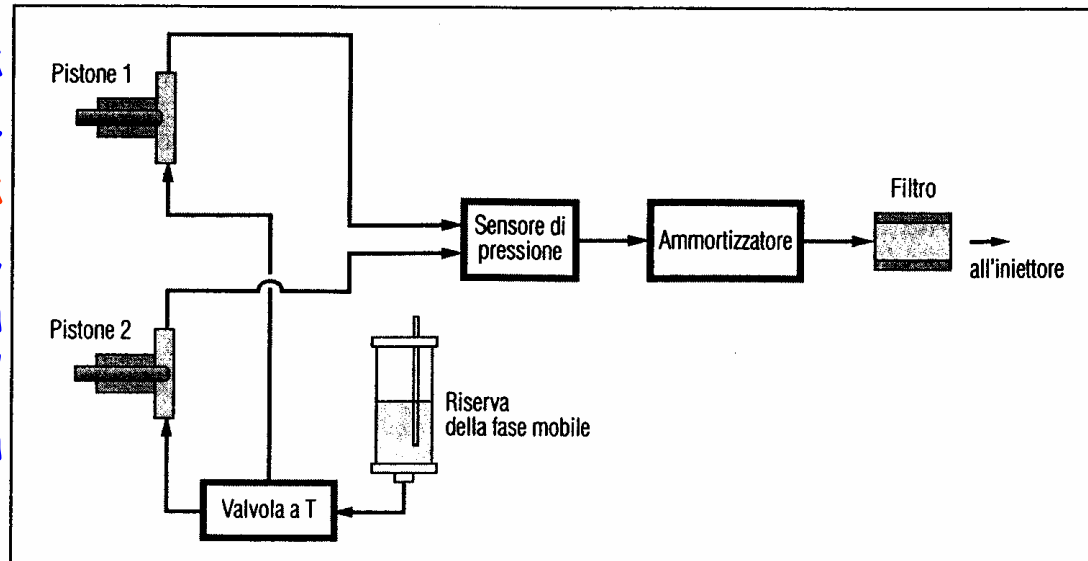 Pistone 1
Sensore di
pressione
Ammortizzatore
Filtro
all'iniettore
Pistone 2
Riserva
della fase mobile
Valvola a T